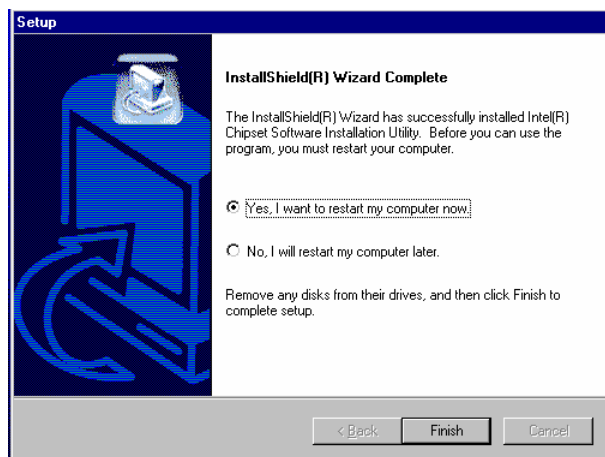 Setup
InstallShield(R) Wizard Complete
The InstallShield(R) Wizard has successfully installed Intel(R)
Chipset Software Installation Utility. Before you can use the
program, you must restart your computer.
Yes, I want to restart my computer now.
No, I will restart my computer later.
Remove any disks from their drives, and then click Finish to
complete setup.
< Back
Finish
Cancel